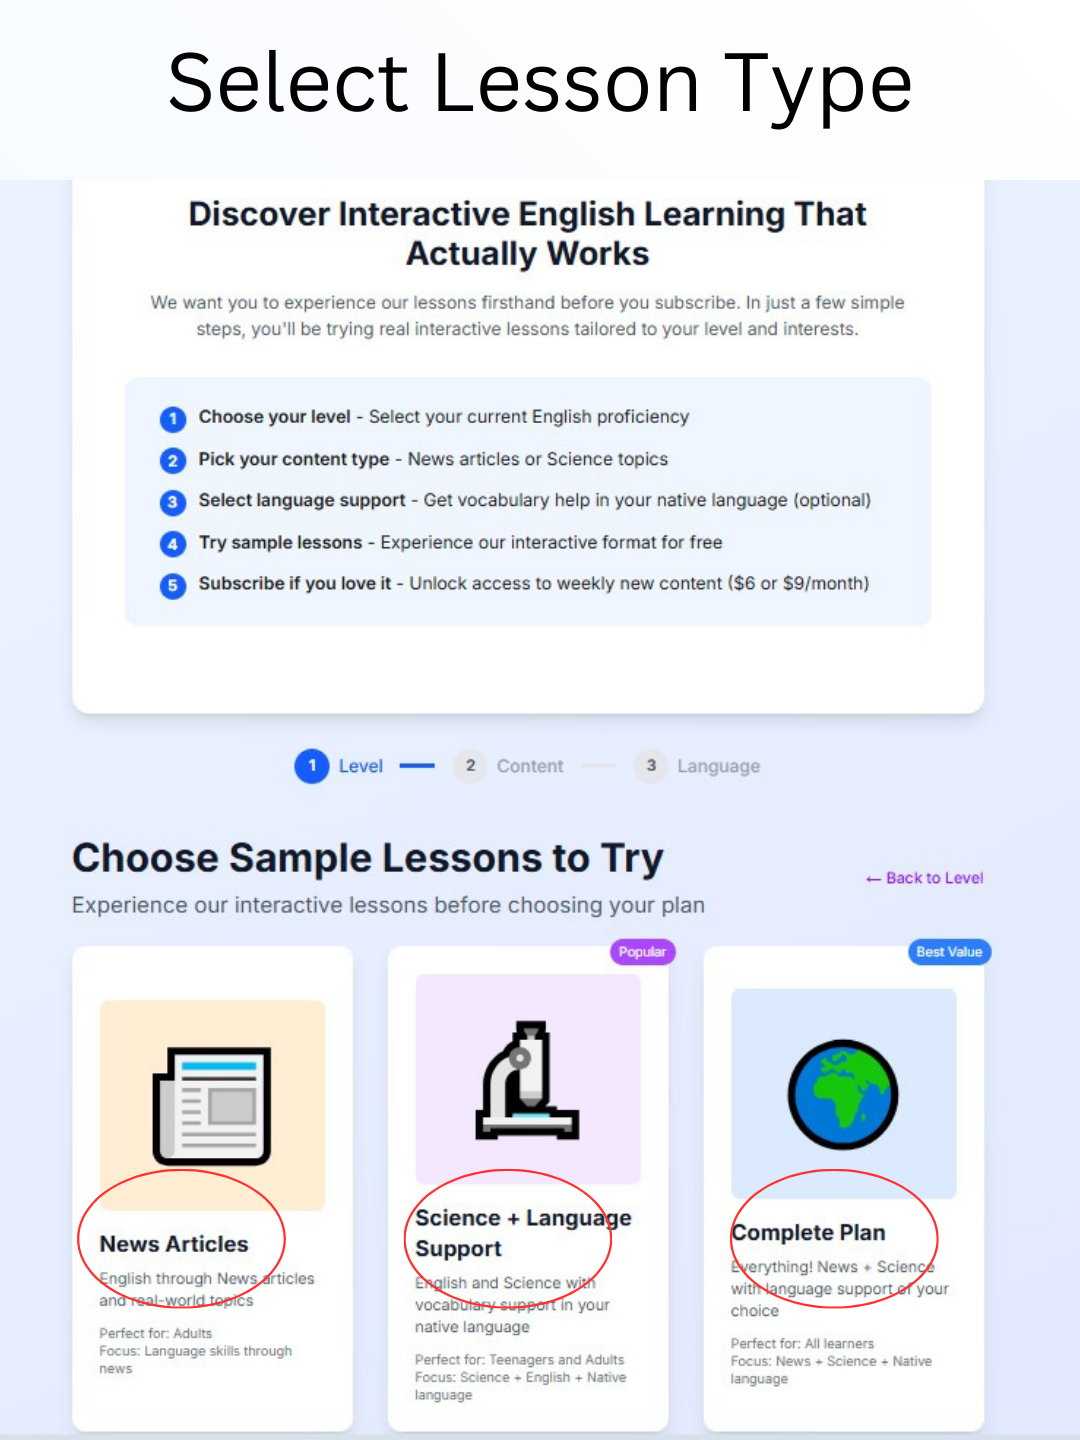 Select Lesson Type
Discover Interactive English Learning That
Actually Works
We want you to experience our lessons firsthand before you subscribe. In just a few simple
steps, you'll be trying real interactive lessons tailored to your level and interests.
1 Choose your level - Select your current English proficiency
2 Pick your content type - News articles or Science topics
3 Select language support - Get vocabulary help in your native language (optional)
4 Try sample lessons - Experience our interactive format for free
5 Subscribe if you love it - Unlock access to weekly new content ($6 or $9/month)
1 Level 2 Content 3 Language
Choose Sample Lessons to Try
← Back to Level
Experience our interactive lessons before choosing your plan
News Articles
English through News articles
and real-world topics
Perfect for: Adults
Focus: Language skills through
news
Popular
Science + Language
Support
English and Science with
vocabulary support in your
native language
Perfect for: Teenagers and Adults
Focus: Science + English + Native
language
Best Value
Complete Plan
Everything! News + Science
with language support of your
choice
Perfect for: All learners
Focus: News + Science + Native
language